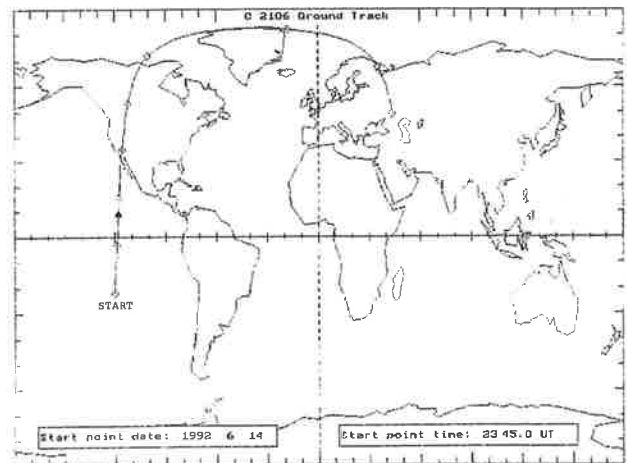 C 2106 Ground Track
START
Start point date: 1992 6 14
Start point time: 23 45.0 UT